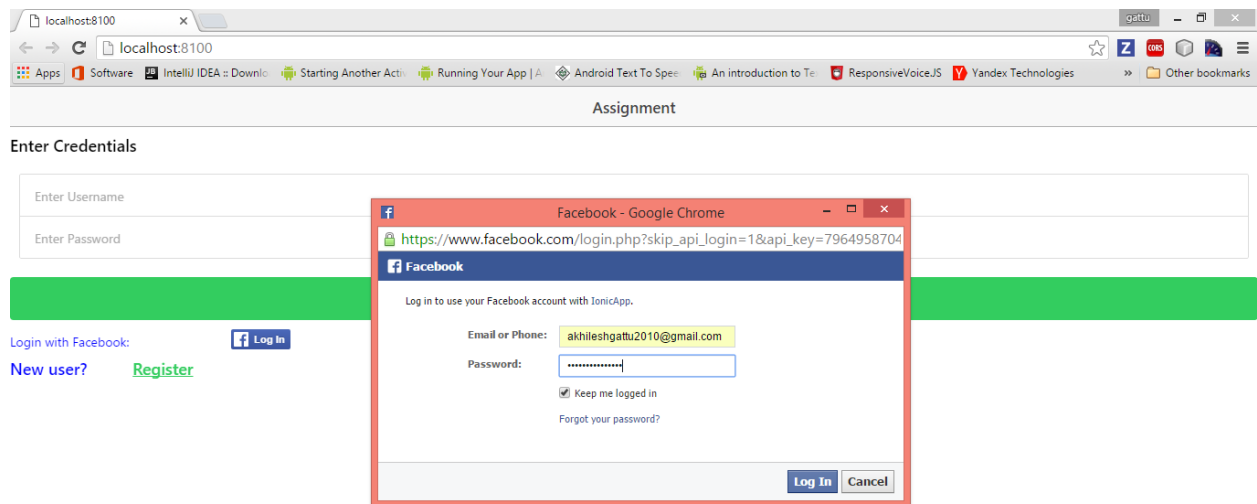 localhost:8100
gattu
localhost:8100
CORS
Apps Software IntelliJ IDEA :: Downlo Starting Another Activ Running Your App | A Android Text To Spee An introduction to Te ResponsiveVoice.JS Yandex Technologies » Other bookmarks
Assignment
Enter Credentials
Enter Username
Enter Password
Login with Facebook: Log In
New user? Register
Facebook - Google Chrome
https://www.facebook.com/login.php?skip_api_login=1&api_key=7964958704
Facebook
Log in to use your Facebook account with IonicApp.
Email or Phone: akhileshgattu2010@gmail.com
Password:
Keep me logged in
Forgot your password?
Log In Cancel